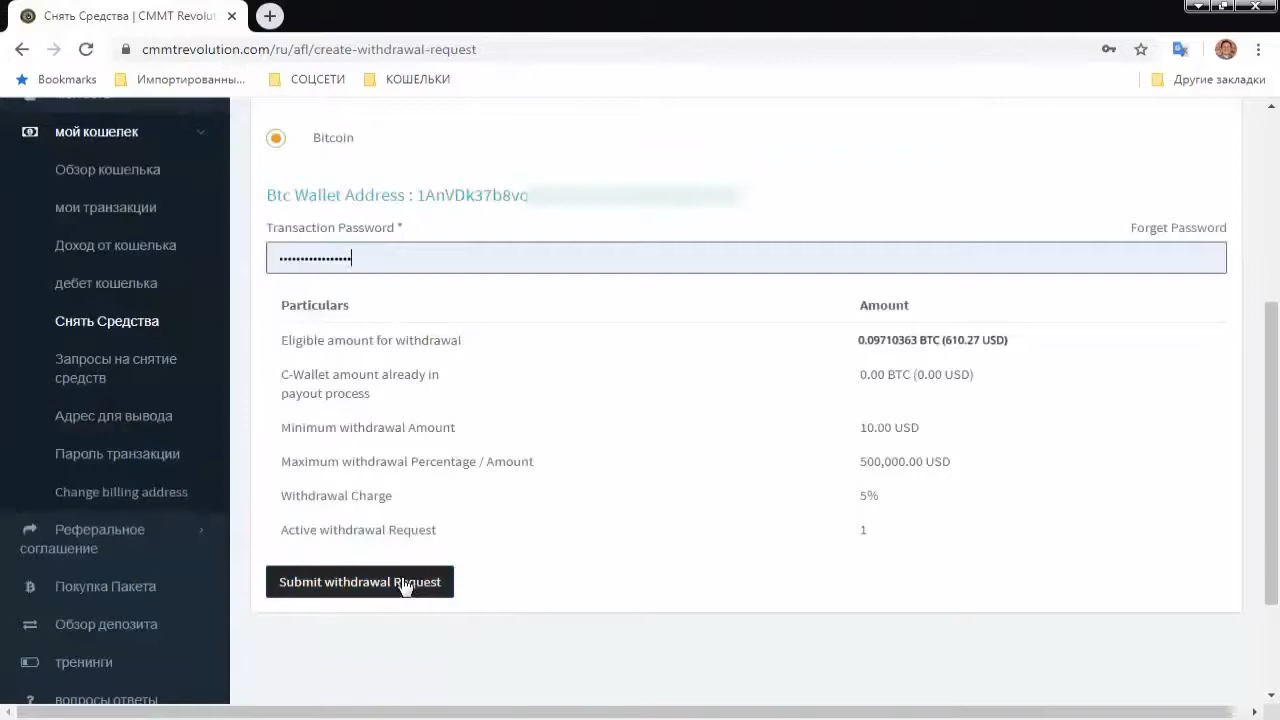 Снять Средства | CMMT Revolut
cmmtrevolution.com/ru/afl/create-withdrawal-request
Bookmarks
Импортированны...
СОЦСЕТИ
КОШЕЛЬКИ
Другие закладки
мой кошелек
Обзор кошелька
мои транзакции
Доход от кошелька
дебет кошелька
Снять Средства
Запросы на снятие
средств
Адрес для вывода
Пароль транзакции
Change billing address
Реферальное
соглашение
Покупка Пакета
Обзор депозита
тренинги
вопросы ответы
Bitcoin
Btc Wallet Address : 1AnVDk37b8vc
Transaction Password *
Forget Password
Particulars
Amount
Eligible amount for withdrawal
0.09710363 BTC (610.27 USD)
C-Wallet amount already in
payout process
0.00 BTC (0.00 USD)
Minimum withdrawal Amount
10.00 USD
Maximum withdrawal Percentage / Amount
500,000.00 USD
Withdrawal Charge
5%
Active withdrawal Request
1
Submit withdrawal Request